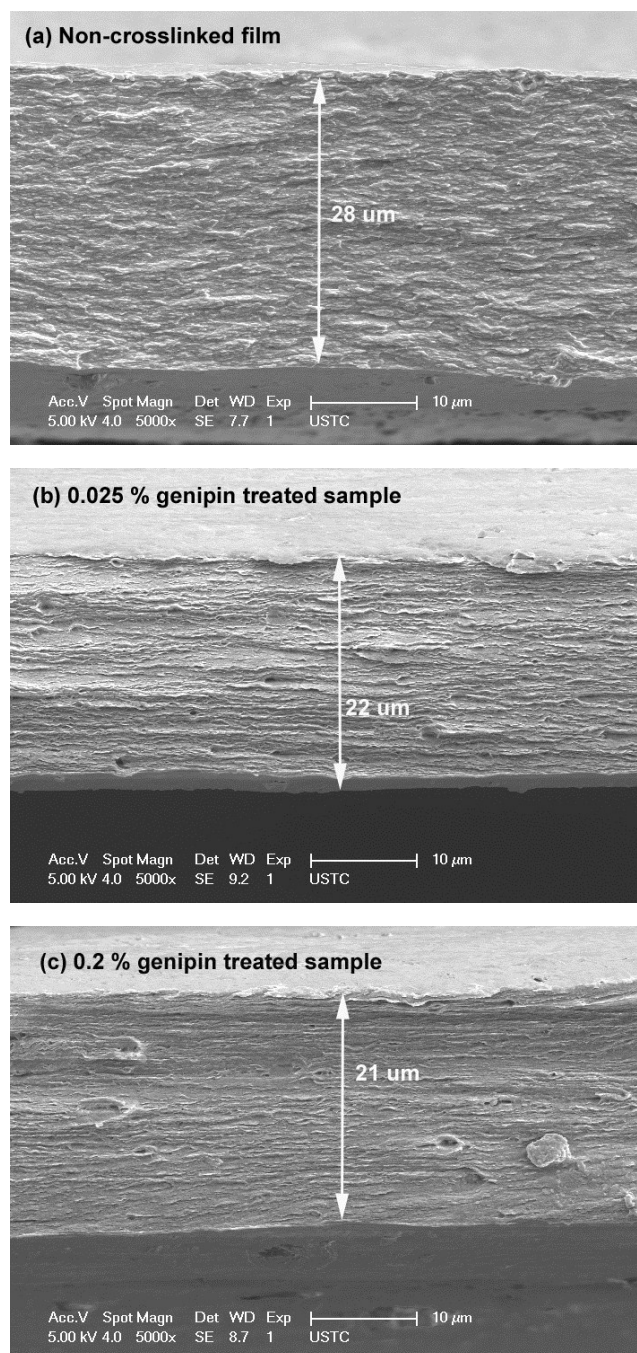 (a) Non-crosslinked film
28 um
Acc.V Spot Magn Det WD Exp 10 µm
5.00 kV 4.0 5000x SE 7.7 1 USTC
(b) 0.025 % genipin treated sample
22 um
Acc.V Spot Magn Det WD Exp 10 µm
5.00 kV 4.0 5000x SE 9.2 1 USTC
(c) 0.2 % genipin treated sample
21 um
Acc.V Spot Magn Det WD Exp 10 µm
5.00 kV 4.0 5000x SE 8.7 1 USTC